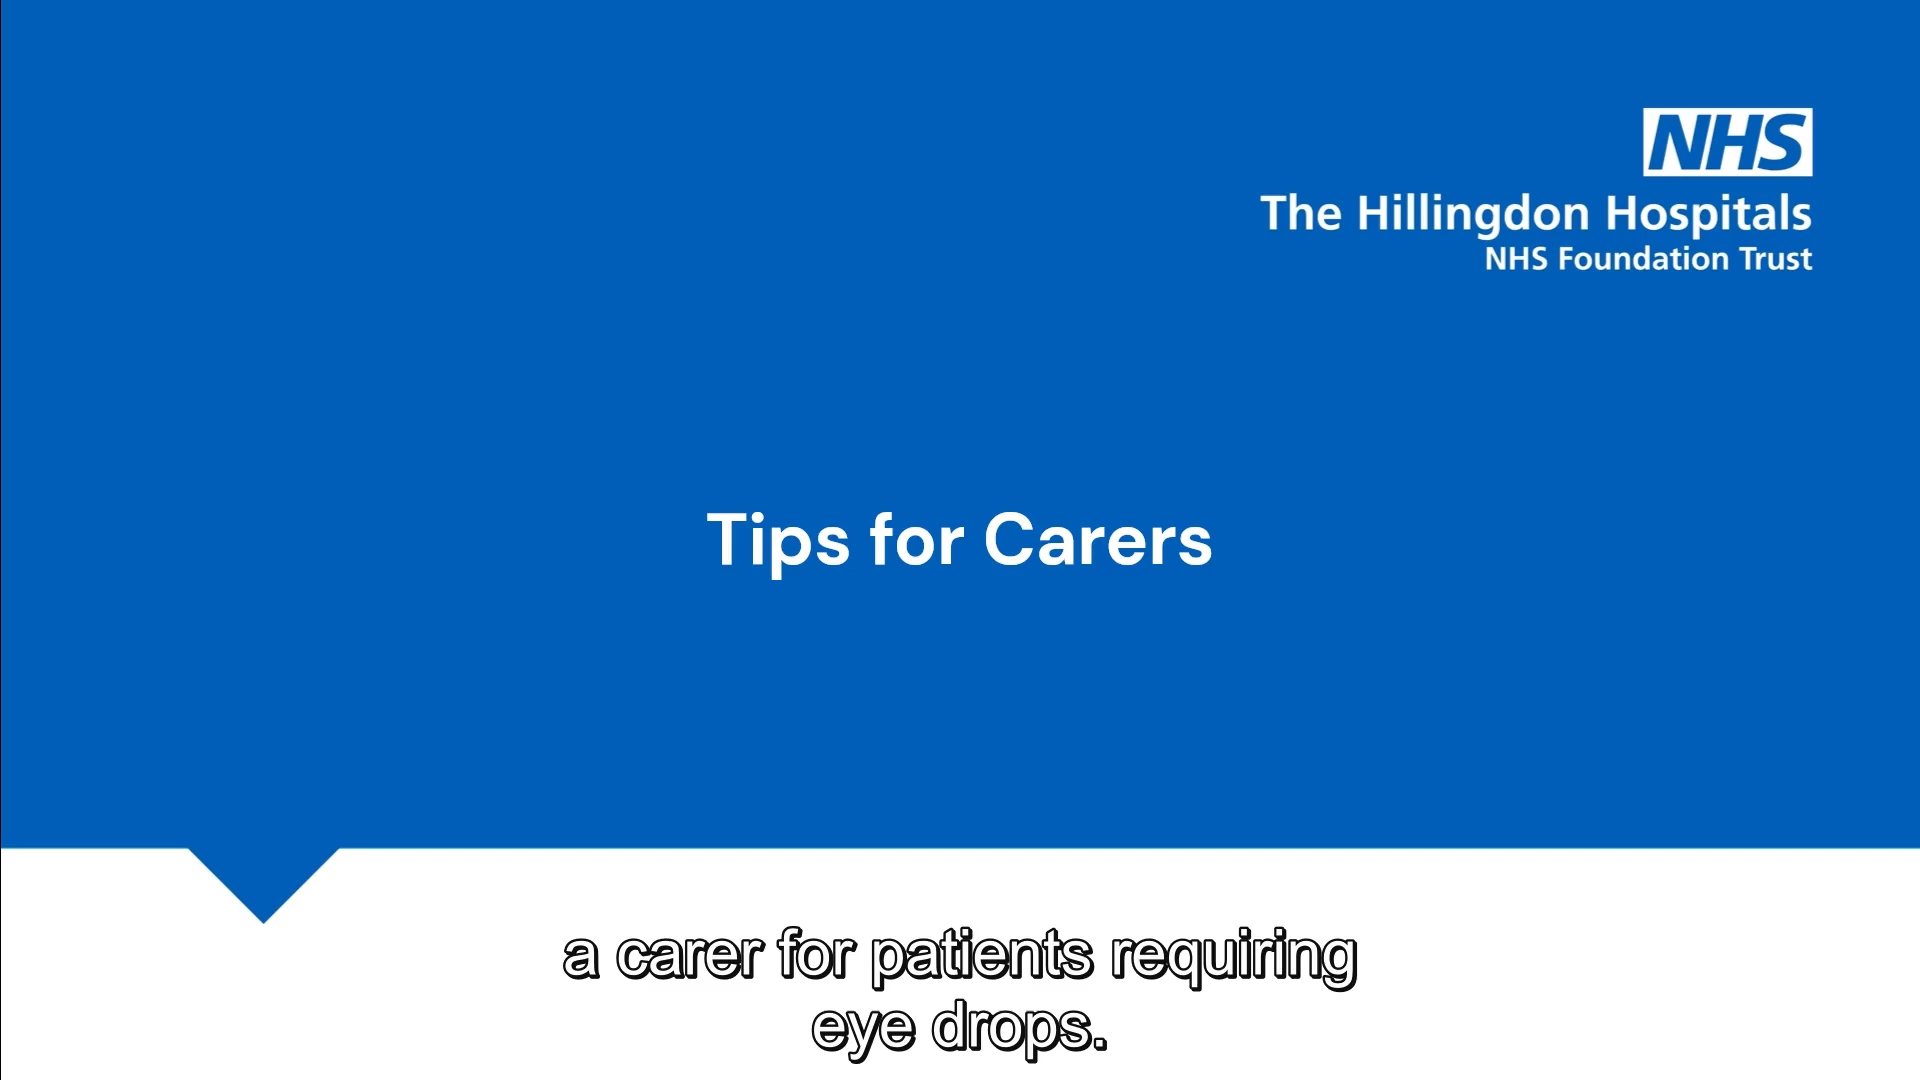 NHS
The Hillingdon Hospitals
NHS Foundation Trust
Tips for Carers
a carer for patients requiring
eye drops.